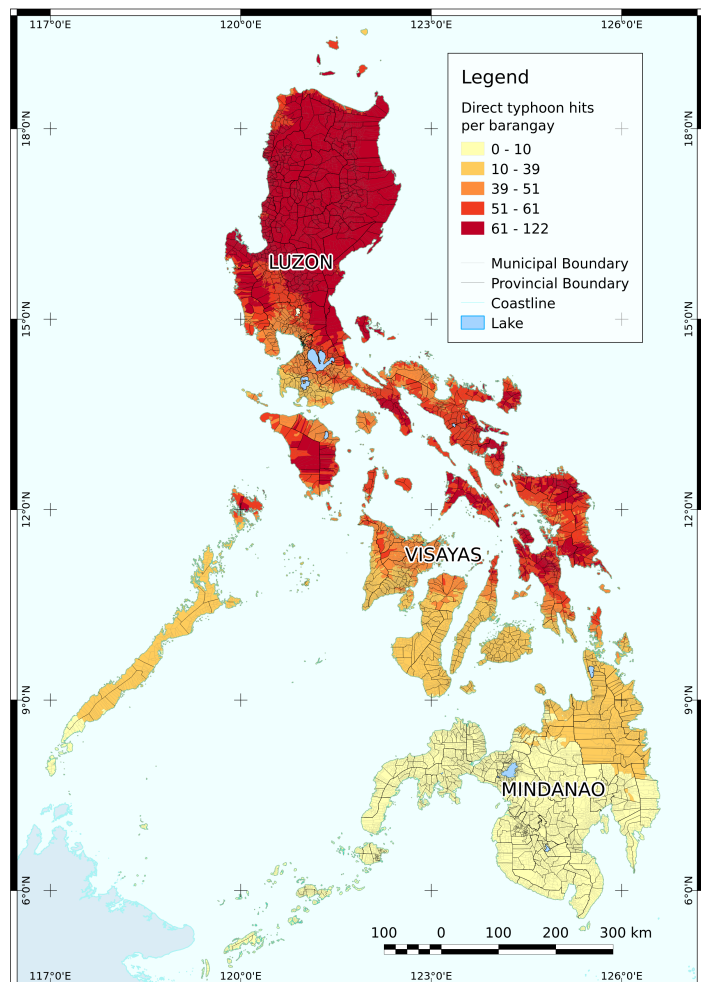 117°0'E 120°0'E 123°0'E 126°0'E
Legend
Direct typhoon hits
per barangay
0 - 10
10 - 39
39 - 51
51 - 61
61 - 122
Municipal Boundary
Provincial Boundary
Coastline
Lake
18°0'N
18°0'N
LUZON
15°0'N
15°0'N
12°0'N
12°0'N
VISAYAS
9°0'N
9°0'N
MINDANAO
6°0'N
6°0'N
100 0 100 200 300 km
117°0'E 120°0'E 123°0'E 126°0'E